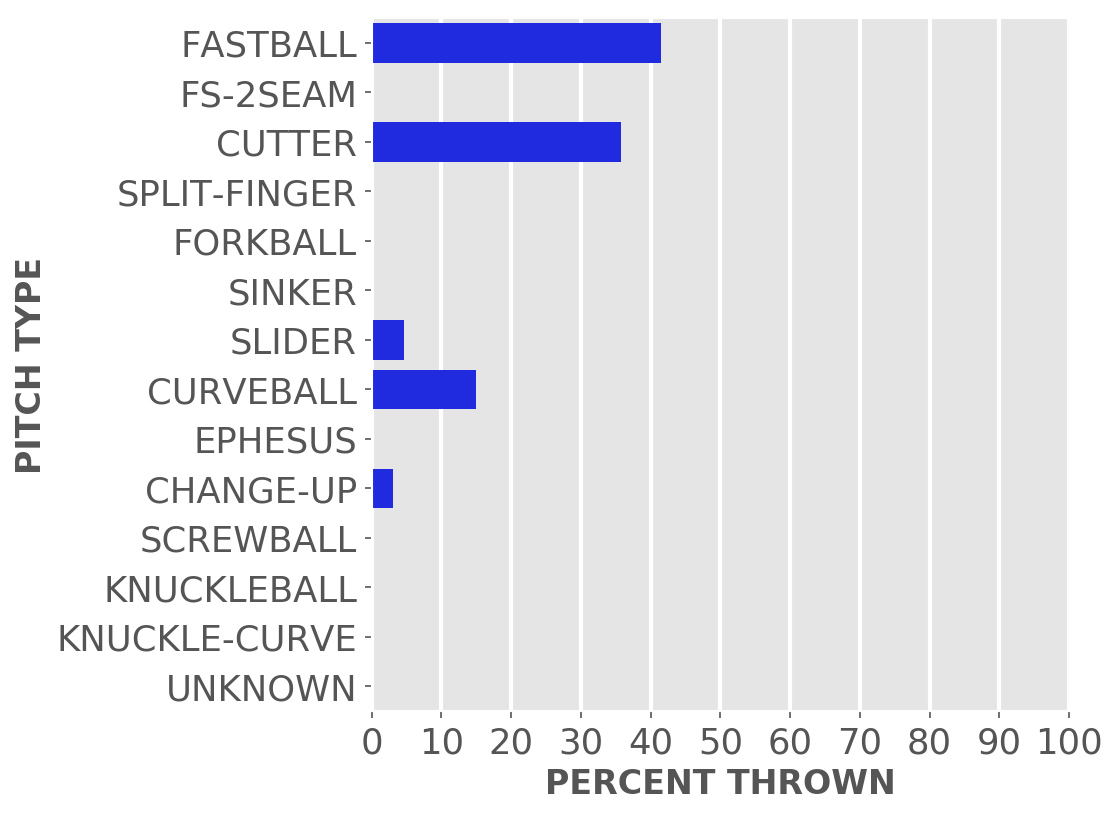 FASTBALL
FS-2SEAM
CUTTER
SPLIT-FINGER
FORKBALL
SINKER
SLIDER
CURVEBALL
EPHESUS
CHANGE-UP
SCREWBALL
KNUCKLEBALL
KNUCKLE-CURVE
UNKNOWN
PITCH TYPE
0 10 20 30 40 50 60 70 80 90 100
PERCENT THROWN